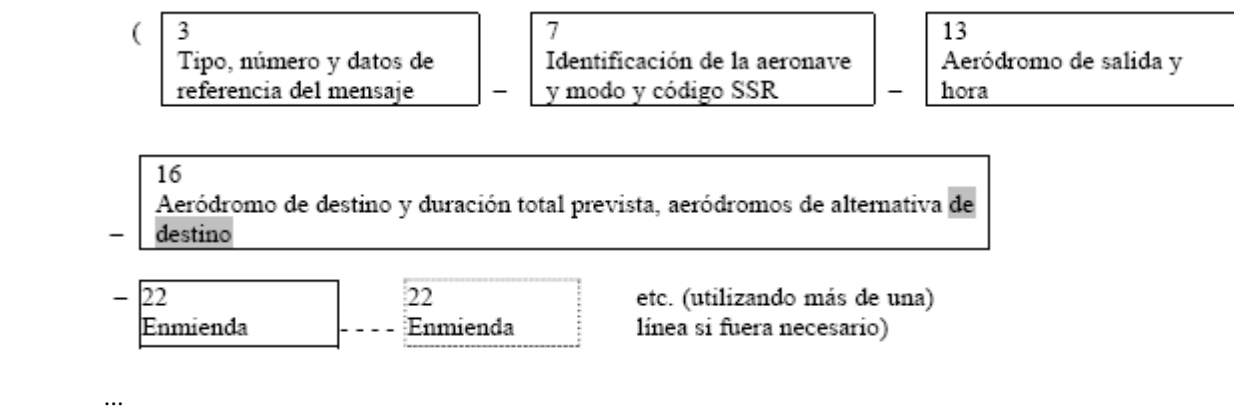 (
3
Tipo, número y datos de
referencia del mensaje
–
7
Identificación de la aeronave
y modo y código SSR
–
13
Aeródromo de salida y
hora
–
16
Aeródromo de destino y duración total prevista, aeródromos de alternativa de
destino
–
22
Enmienda
- - - -
22
Enmienda
etc. (utilizando más de una)
línea si fuera necesario)
...